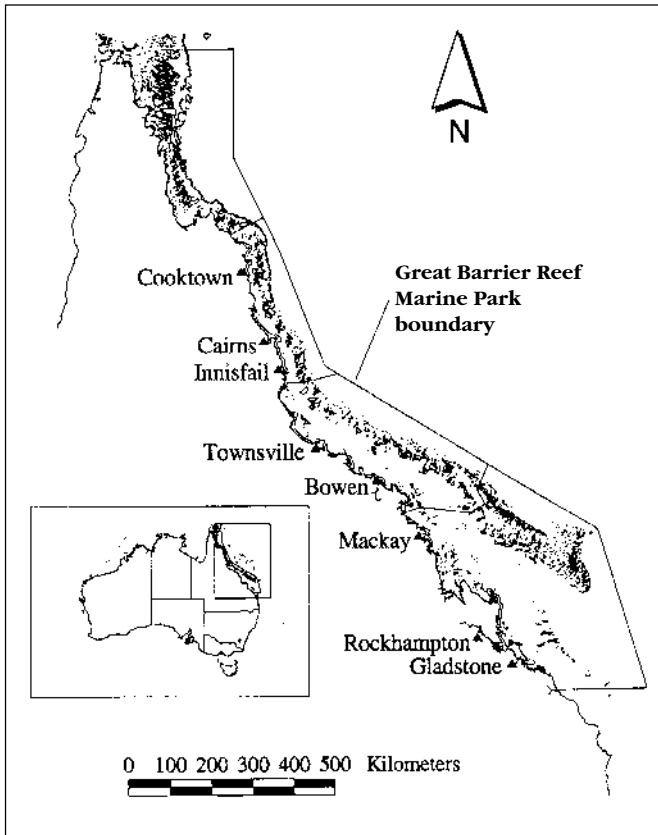 N
Cooktown
Great Barrier Reef
Marine Park
boundary
Cairns
Innisfail
Townsville
Bowen
Mackay
Rockhampton
Gladstone
0 100 200 300 400 500 Kilometers